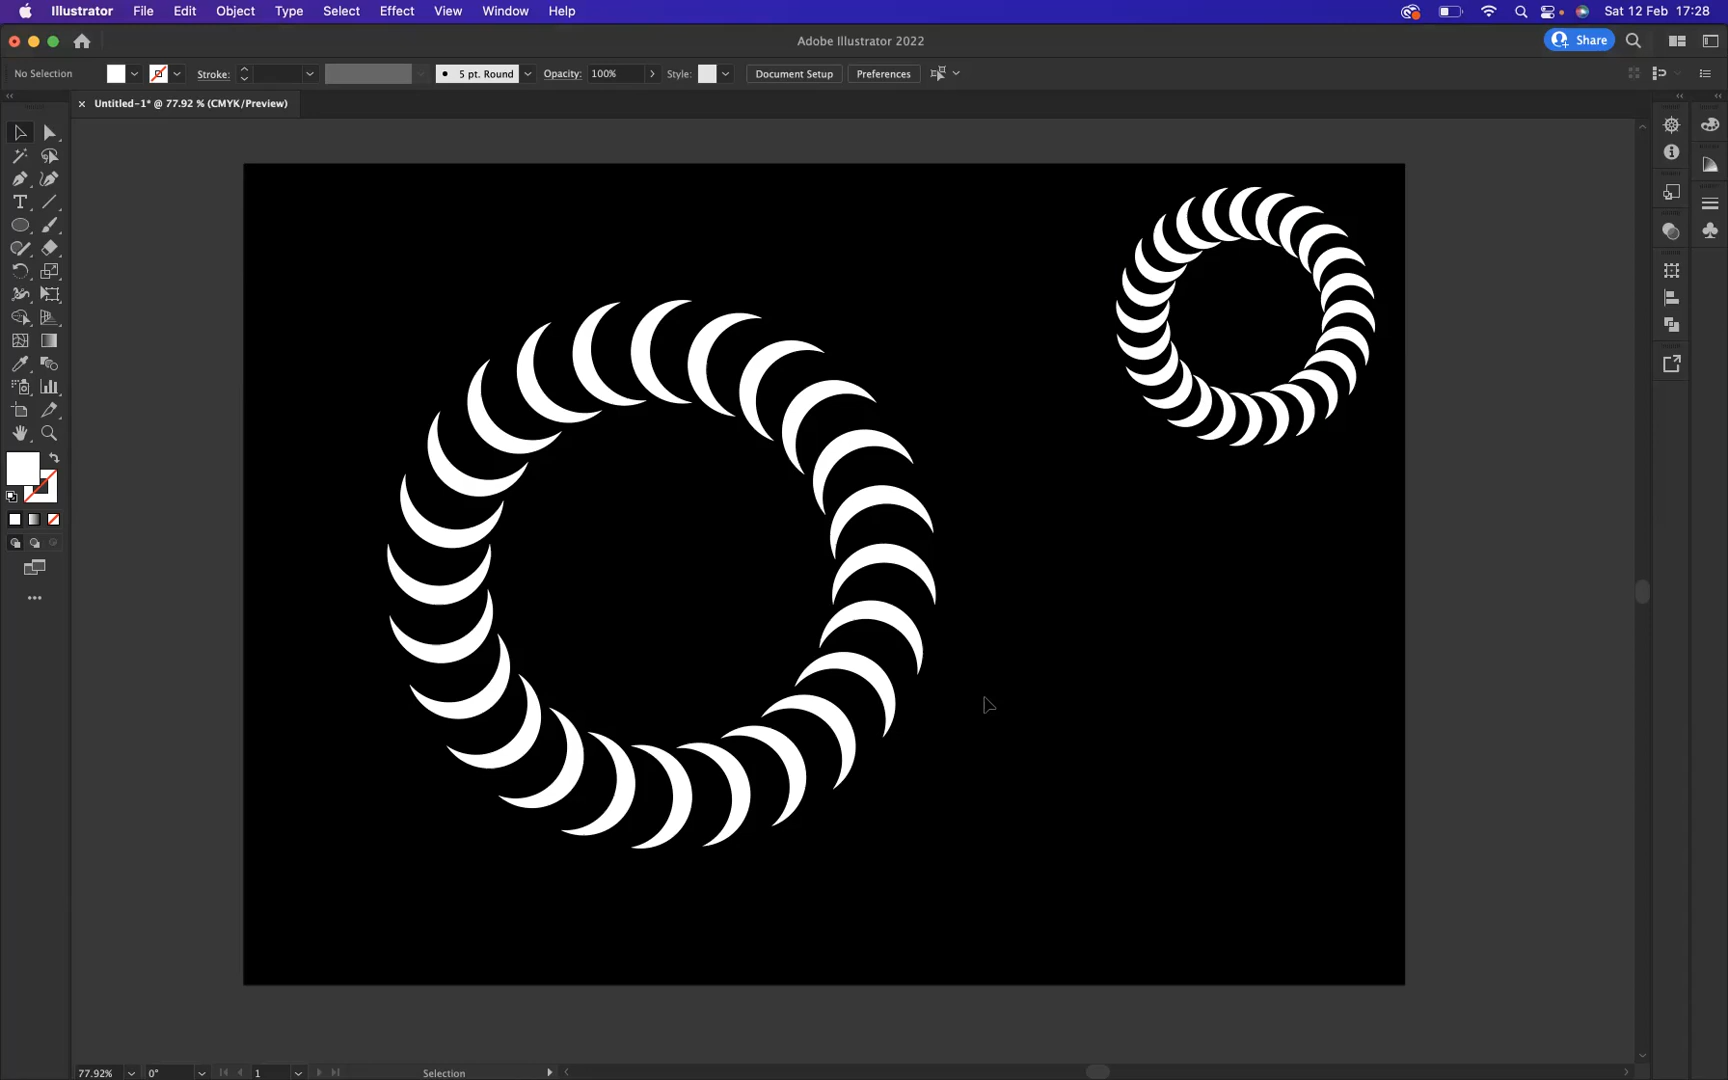 Illustrator File Edit Object Type Select Effect View Window Help Sat 12 Feb 17:28
Adobe Illustrator 2022 Share
No Selection Stroke: 5 pt. Round Opacity: 100% Style: Document Setup Preferences
Untitled-1* @ 77.92 % (CMYK/Preview)
77.92% 0° 1 Selection